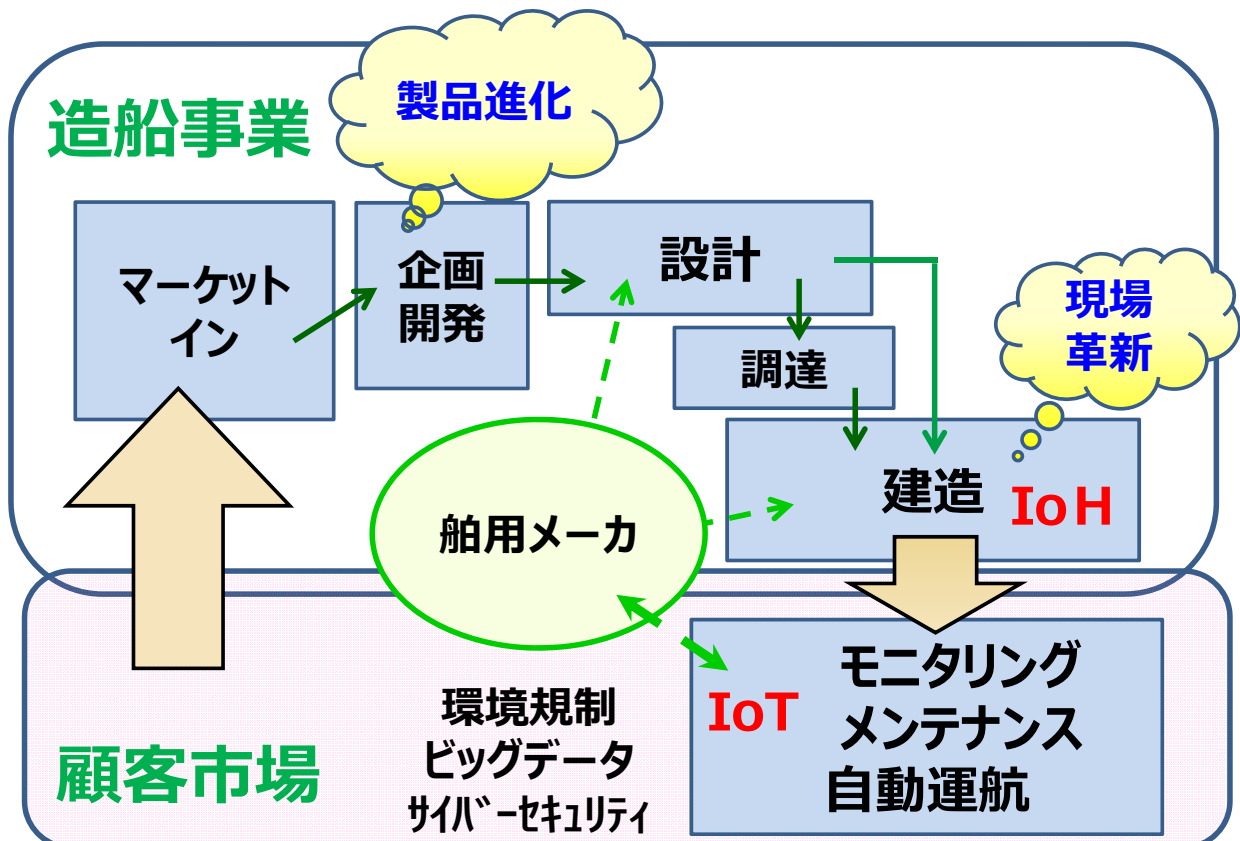 製品進化
造船事業
マーケット
イン
企画
開発
設計
現場
革新
調達
建造
IoH
舶用メーカ
IoT
モニタリング
メンテナンス
自動運航
環境規制
ビッグデータ
サイバーセキュリティ
顧客市場